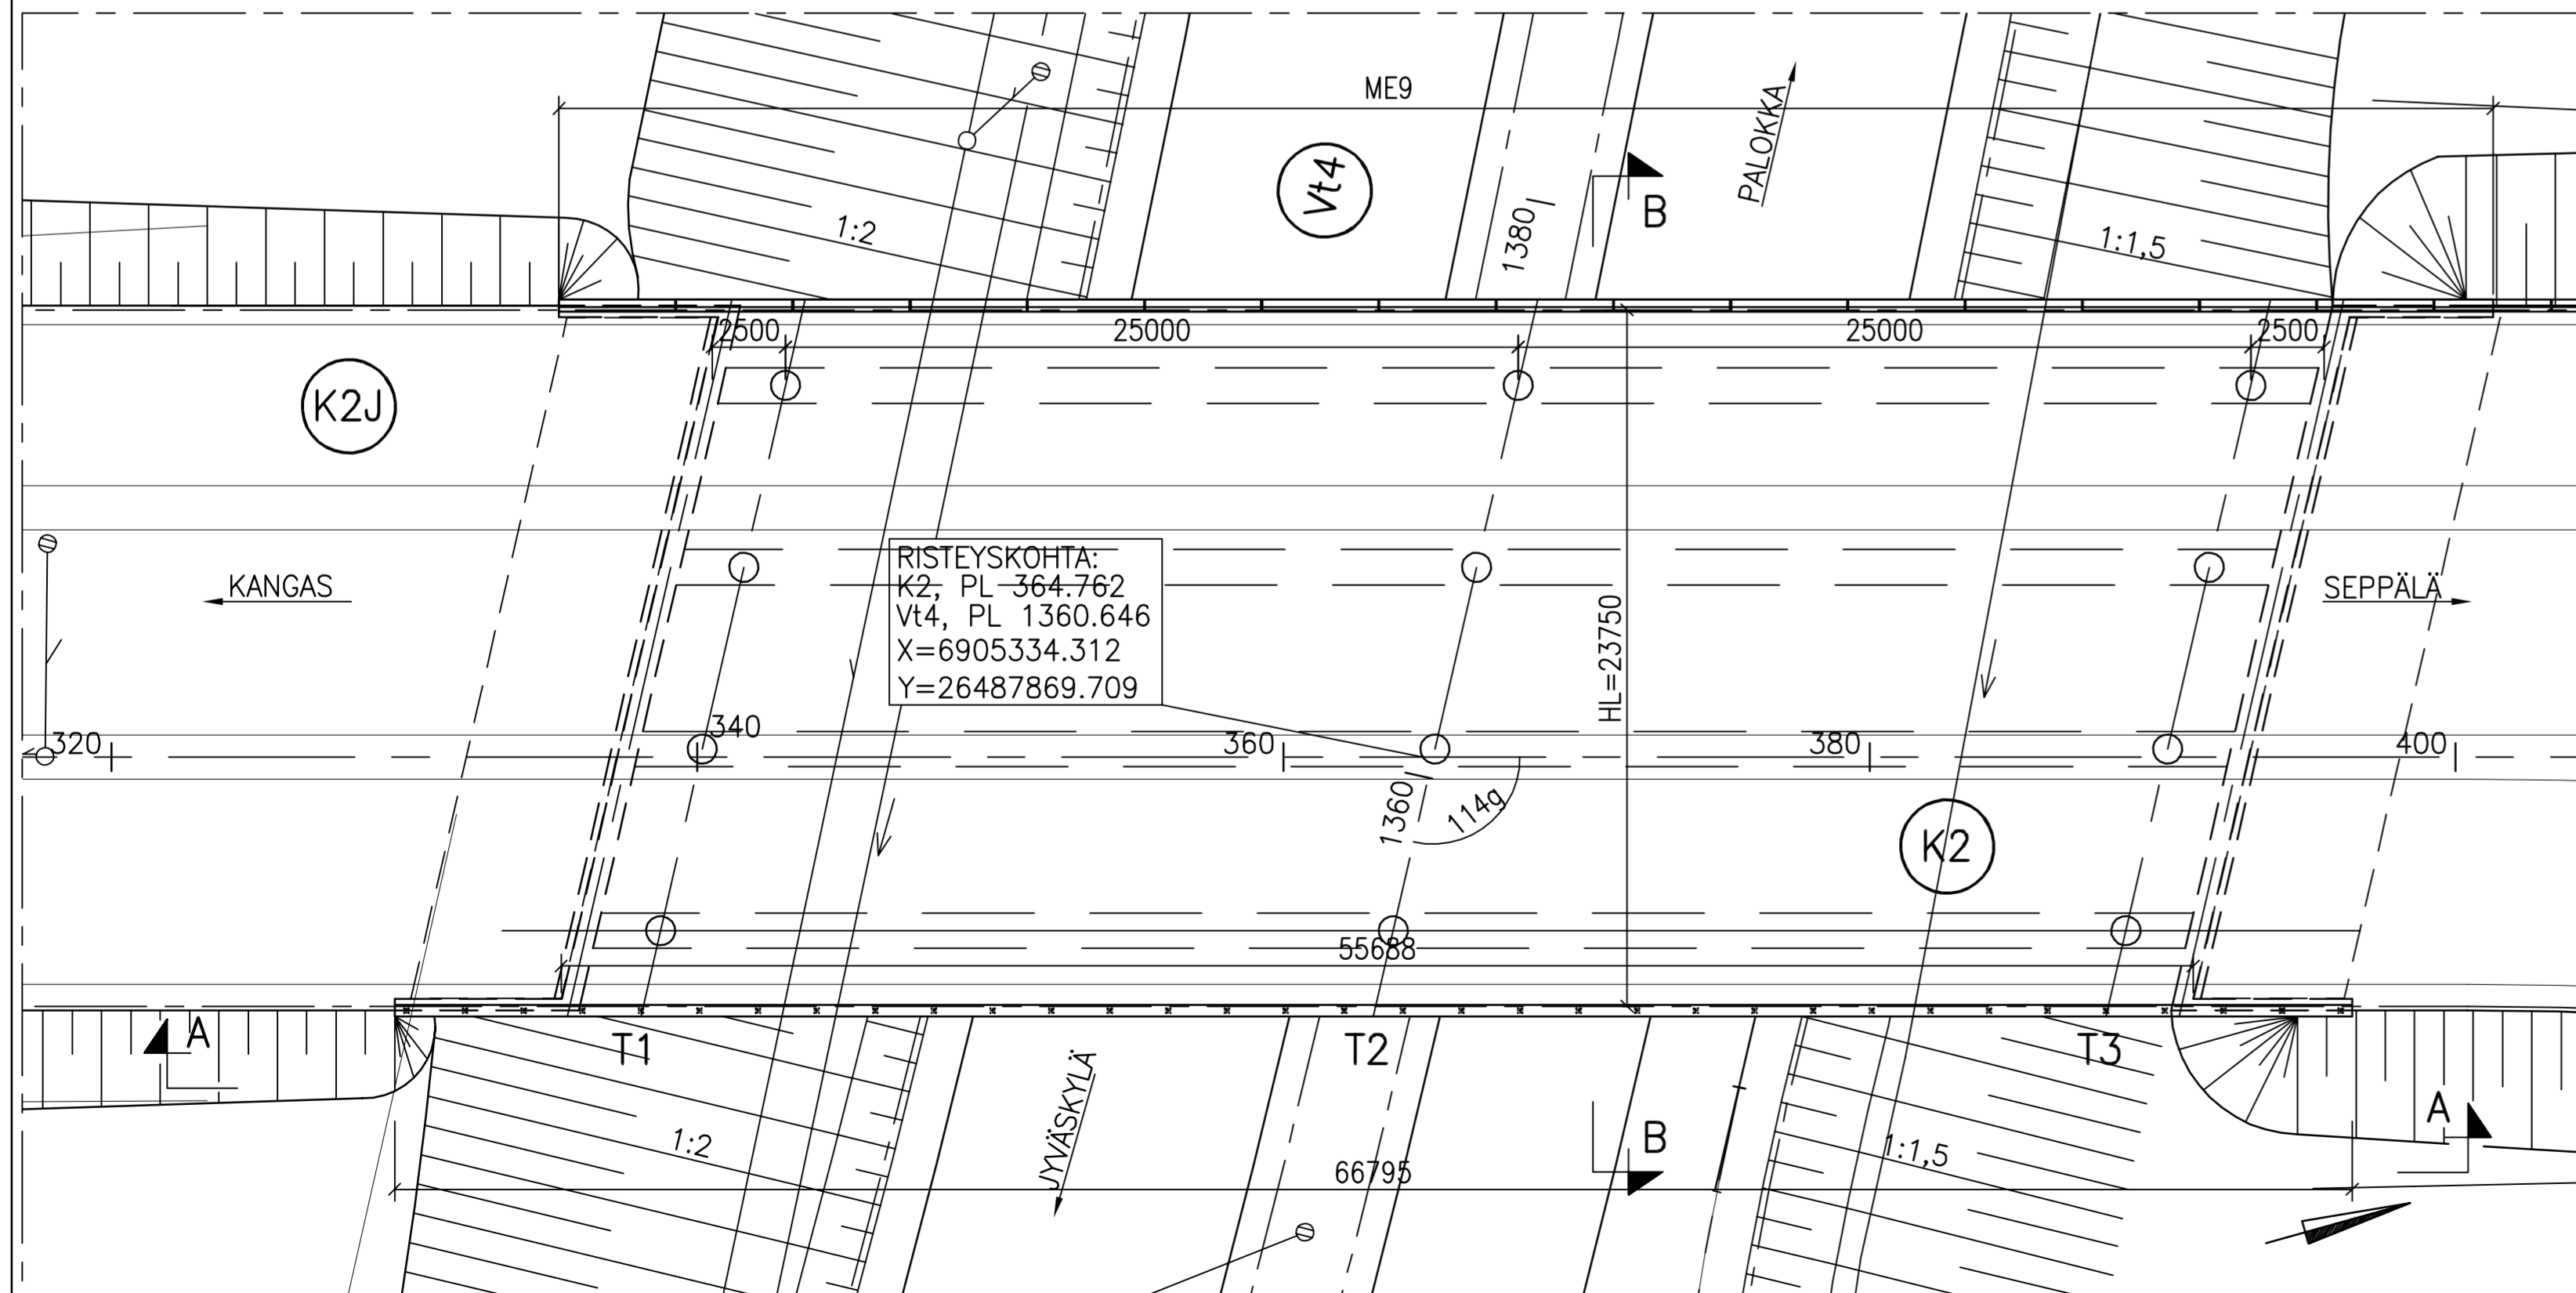 ME9
PALOKKA
Vt4
1380
B
1:2
1:1,5
2500
25000
25000
2500
K2J
RISTEYSKOHTA:
K2, PL 364.762
Vt4, PL 1360.646
X=6905334.312
Y=26487869.709
KANGAS
SEPPÄLÄ
HL=23750
320
340
360
380
400
1360
114g
K2
55688
A
T1
T2
T3
JYVÄSKYLÄ
1:2
B
1:1,5
A
66795